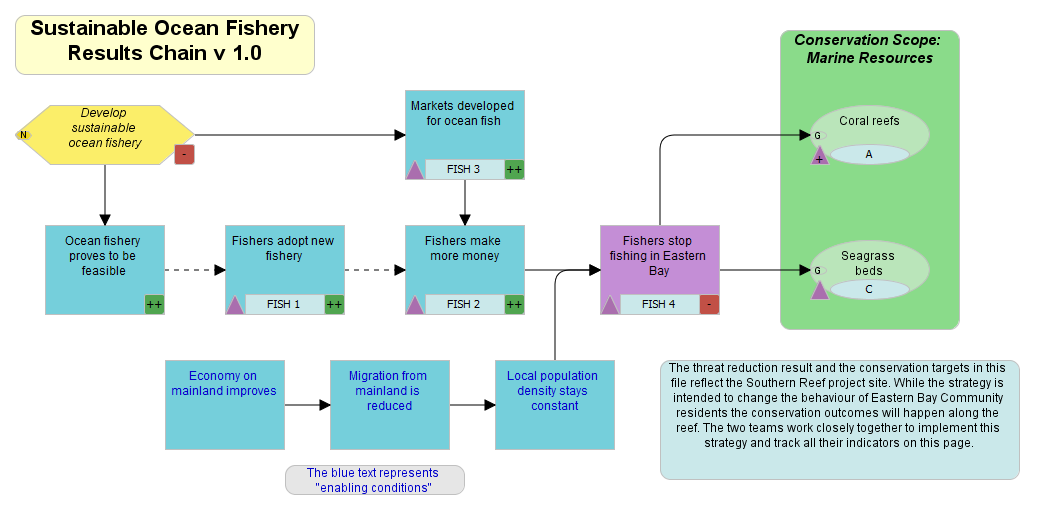 Sustainable Ocean Fishery
Results Chain v 1.0
Conservation Scope:
Marine Resources
Develop
sustainable
ocean fishery
N
-
Markets developed
for ocean fish
FISH 3
++
Coral reefs
G
A
+
Ocean fishery
proves to be
feasible
++
Fishers adopt new
fishery
FISH 1
++
Fishers make
more money
FISH 2
++
Fishers stop
fishing in Eastern
Bay
FISH 4
-
Seagrass
beds
G
C
Economy on
mainland improves
Migration from
mainland is
reduced
Local population
density stays
constant
The threat reduction result and the conservation targets in this
file reflect the Southern Reef project site. While the strategy is
intended to change the behaviour of Eastern Bay Community
residents the conservation outcomes will happen along the
reef. The two teams work closely together to implement this
strategy and track all their indicators on this page.
The blue text represents
"enabling conditions"